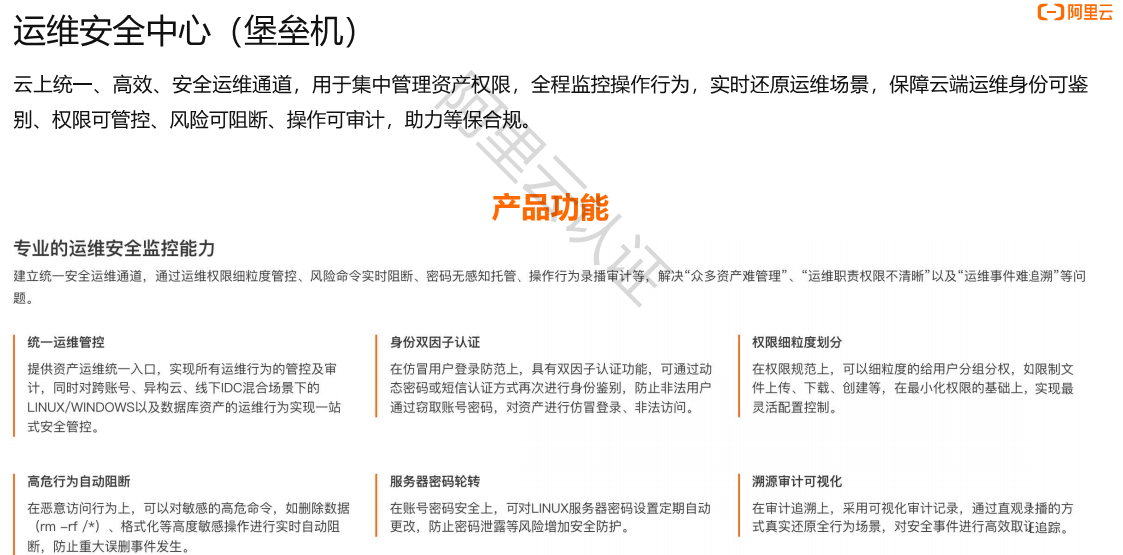 运维安全中心（堡垒机）
阿里云
云上统一、高效、安全运维通道，用于集中管理资产权限，全程监控操作行为，实时还原运维场景，保障云端运维身份可鉴
别、权限可管控、风险可阻断、操作可审计，助力等保合规。
阿里云认证
产品功能
专业的运维安全监控能力
建立统一安全运维通道，通过运维权限细粒度管控、风险命令实时阻断、密码无感知托管、操作行为录播审计等，解决“众多资产难管理”、“运维职责权限不清晰”以及“运维事件难追溯”等问
题。
统一运维管控
提供资产运维统一入口，实现所有运维行为的管控及审
计，同时对跨账号、异构云、线下IDC混合场景下的
LINUX/WINDOWS以及数据库资产的运维行为实现一站
式安全管控。
身份双因子认证
在仿冒用户登录防范上，具有双因子认证功能，可通过动
态密码或短信认证方式再次进行身份鉴别，防止非法用户
通过窃取账号密码，对资产进行仿冒登录、非法访问。
权限细粒度划分
在权限规范上，可以细粒度的给用户分组分权，如限制文
件上传、下载、创建等，在最小化权限的基础上，实现最
灵活配置控制。
高危行为自动阻断
在恶意访问行为上，可以对敏感的高危命令，如删除数据
（rm –rf /*）、格式化等高度敏感操作进行实时自动阻
断，防止重大误删事件发生。
服务器密码轮转
在账号密码安全上，可对LINUX服务器密码设置定期自动
更改，防止密码泄露等风险增加安全防护。
溯源审计可视化
在审计追溯上，采用可视化审计记录，通过直观录播的方
式真实还原全行为场景，对安全事件进行高效取证追踪。